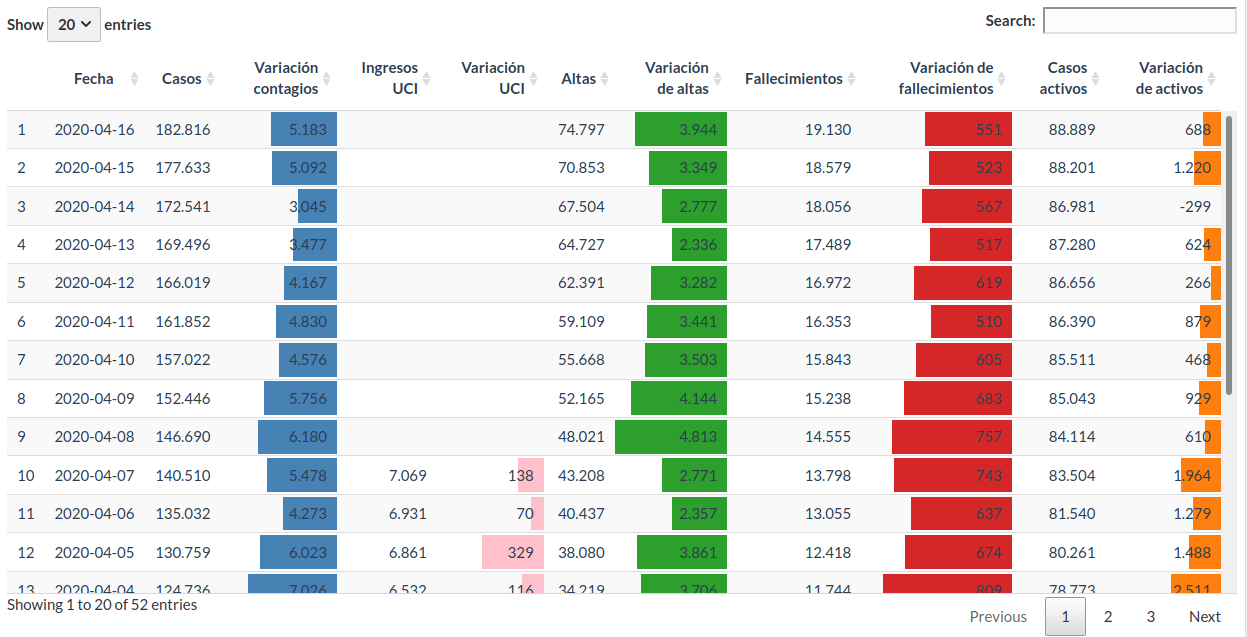 Show 20 entries
Search:
Fecha Casos Variación contagios Ingresos UCI Variación UCI Altas Variación de altas Fallecimientos Variación de fallecimientos Casos activos Variación de activos
1 2020-04-16 182.816 5.183 74.797 3.944 19.130 551 88.889 688
2 2020-04-15 177.633 5.092 70.853 3.349 18.579 523 88.201 1.220
3 2020-04-14 172.541 3.045 67.504 2.777 18.056 567 86.981 -299
4 2020-04-13 169.496 3.477 64.727 2.336 17.489 517 87.280 624
5 2020-04-12 166.019 4.167 62.391 3.282 16.972 619 86.656 266
6 2020-04-11 161.852 4.830 59.109 3.441 16.353 510 86.390 879
7 2020-04-10 157.022 4.576 55.668 3.503 15.843 605 85.511 468
8 2020-04-09 152.446 5.756 52.165 4.144 15.238 683 85.043 929
9 2020-04-08 146.690 6.180 48.021 4.813 14.555 757 84.114 610
10 2020-04-07 140.510 5.478 7.069 138 43.208 2.771 13.798 743 83.504 1.964
11 2020-04-06 135.032 4.273 6.931 70 40.437 2.357 13.055 637 81.540 1.279
12 2020-04-05 130.759 6.023 6.861 329 38.080 3.861 12.418 674 80.261 1.488
13 2020-04-04 124.736 7.026 6.532 116 34.219 3.706 11.744 809 78.773 2.511
Showing 1 to 20 of 52 entries
Previous 1 2 3 Next